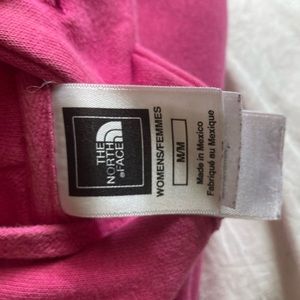 THE
NORTH
FACE
WOMENS/FEMMES
M/M
Made in Mexico
Fabriqué au Mexique